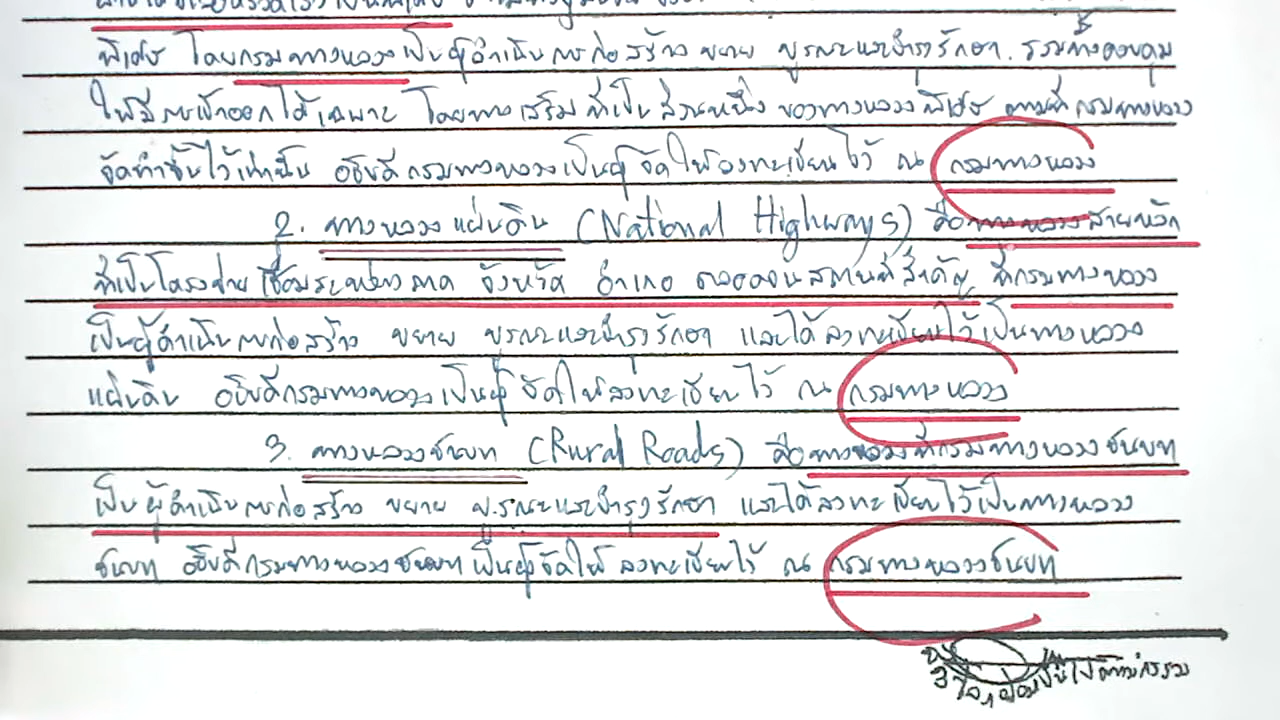 พิเศษ โดยกรมทางหลวงเป็นผู้ดำเนินการก่อสร้าง ขยาย บูรณะและบำรุงรักษา รวมทั้งควบคุม
ให้มีการเข้าออกได้เฉพาะ โดยทางเสริม ที่เป็นส่วนหนึ่ง ของทางหลวงพิเศษ ตามที่ กรมทางหลวง
จัดทำขึ้นไว้เท่านั้น อธิบดีกรมทางหลวงเป็นผู้จัดให้ลงทะเบียนไว้ ณ กรมทางหลวง
2. ทางหลวงแผ่นดิน (National Highways) คือทางหลวงสายหลัก
ที่เป็นโครงข่ายเชื่อมระหว่างภาค จังหวัด อำเภอ ตลอดจนสถานที่สำคัญ ที่กรมทางหลวง
เป็นผู้ดำเนินการก่อสร้าง ขยาย บูรณะและบำรุงรักษา และได้ลงทะเบียนไว้เป็นทางหลวง
แผ่นดิน อธิบดีกรมทางหลวงเป็นผู้จัดให้ลงทะเบียนไว้ ณ กรมทางหลวง
3. ทางหลวงชนบท (Rural Roads) คือทางหลวงที่กรมทางหลวงชนบท
เป็นผู้ดำเนินการก่อสร้าง ขยาย บูรณะและบำรุงรักษา และได้ลงทะเบียนไว้เป็นทางหลวง
ชนบท อธิบดีกรมทางหลวงชนบทเป็นผู้จัดให้ลงทะเบียนไว้ ณ กรมทางหลวงชนบท
โลกย่อมเป็นไปตามกรรม